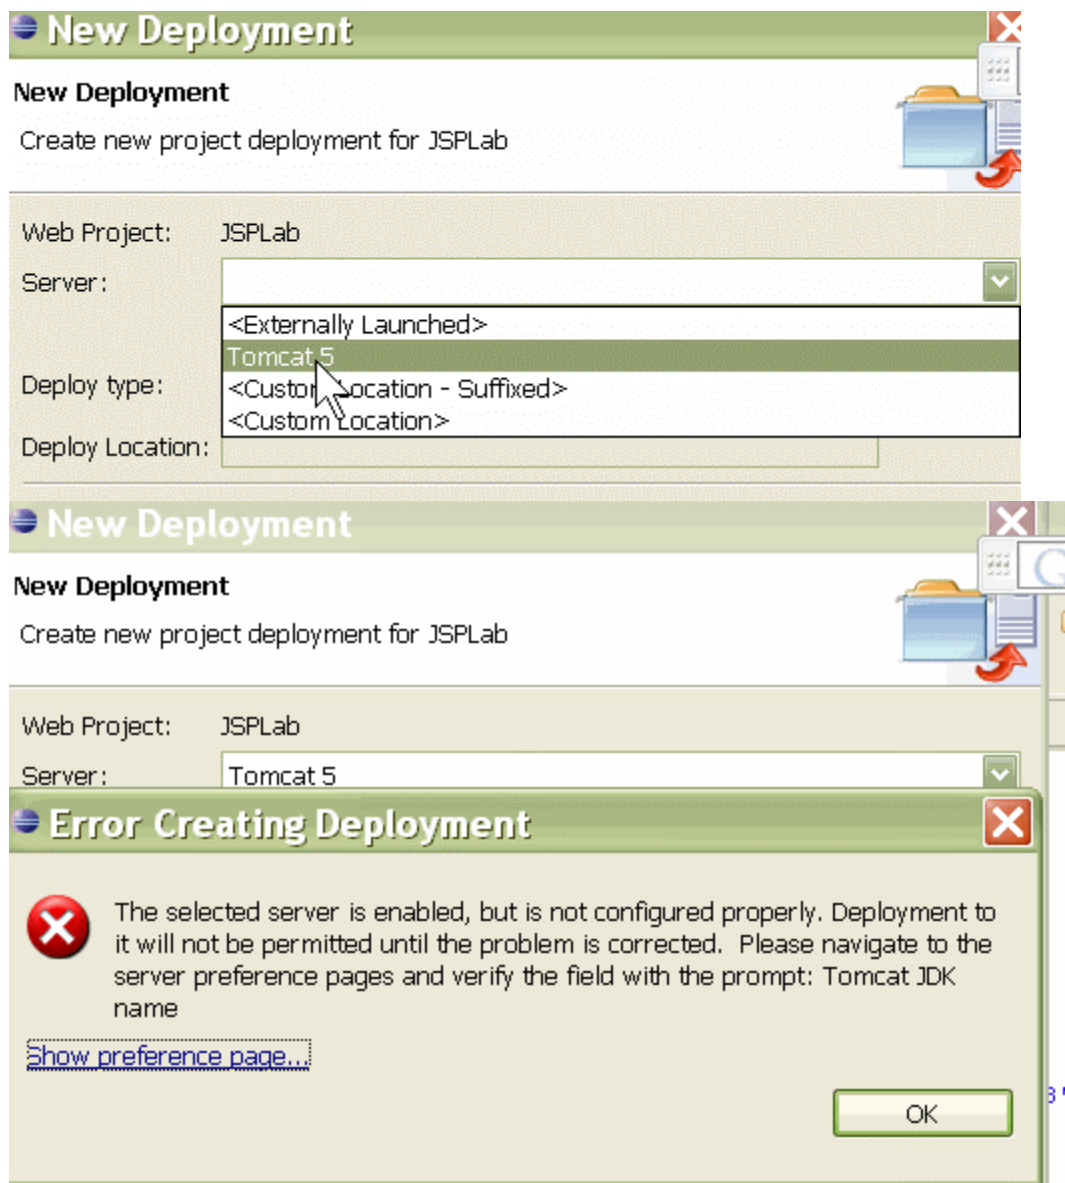 New Deployment
New Deployment
Create new project deployment for JSPLab
Web Project: JSPLab
Server:
<Externally Launched>
Tomcat 5
Deploy type:
<Custom Location - Suffixed>
<Custom Location>
Deploy Location:
New Deployment
New Deployment
Create new project deployment for JSPLab
Web Project: JSPLab
Server: Tomcat 5
Error Creating Deployment
The selected server is enabled, but is not configured properly. Deployment to
it will not be permitted until the problem is corrected. Please navigate to the
server preference pages and verify the field with the prompt: Tomcat JDK
name
Show preference page...
OK